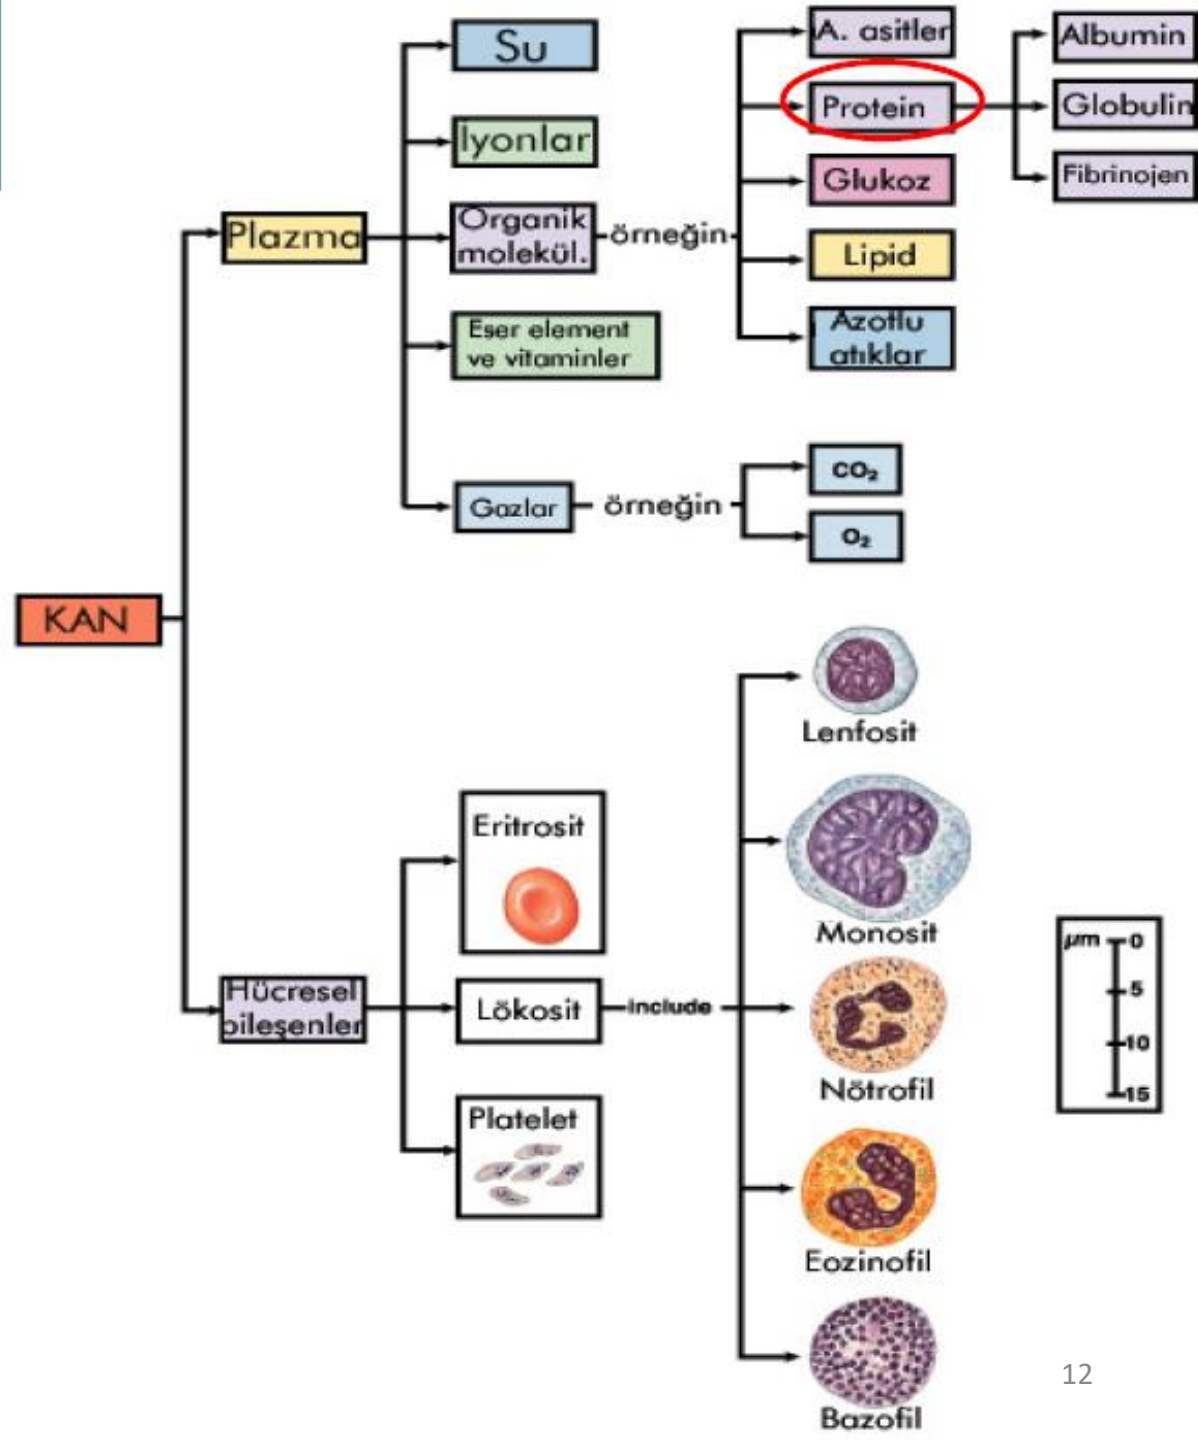 Su
İyonlar
Organik
molekül.
örneğin
Eser element
ve vitaminler
Gazlar
örneğin
Plazma
A. asitler
Protein
Glukoz
Lipid
Azotlu
atıklar
Albumin
Globulin
Fibrinojen
CO₂
O₂
KAN
Hücresel
bileşenler
Eritrosit
Lökosit
include
Platelet
Lenfosit
Monosit
Nötrofil
Eozinofil
Bazofil
µm 0
5
10
15
12